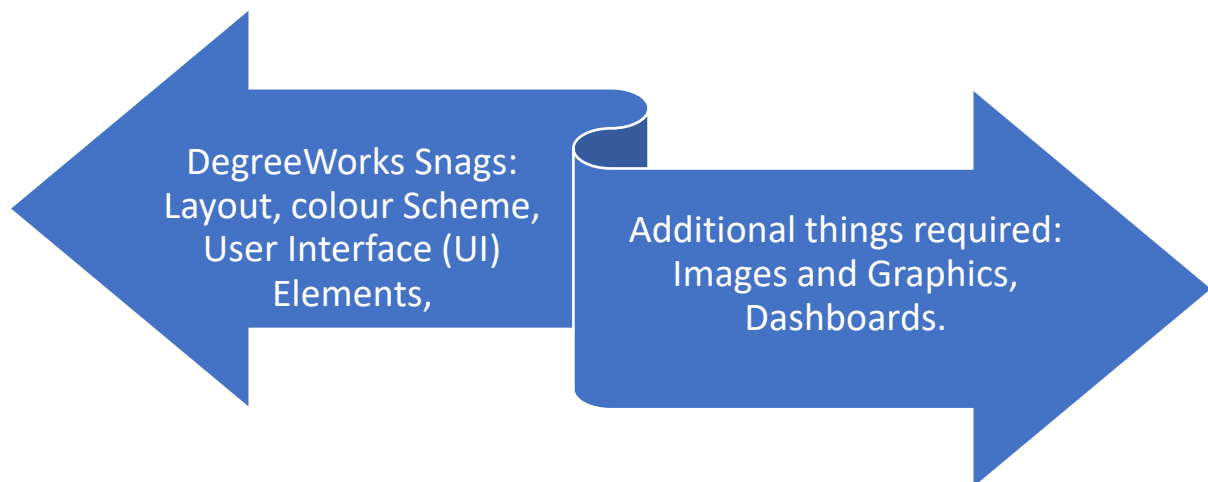 DegreeWorks Snags:
Layout, colour Scheme,
User Interface (UI)
Elements,
Additional things required:
Images and Graphics,
Dashboards.